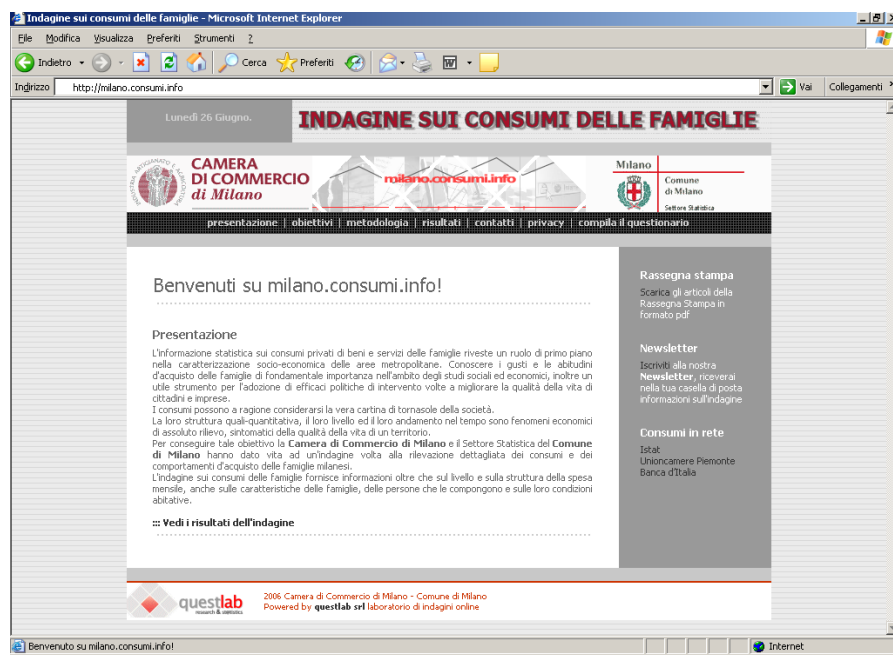 Indagine sui consumi delle famiglie - Microsoft Internet Explorer
File Modifica Visualizza Preferiti Strumenti ?
Indietro Cerca Preferiti
Indirizzo http://milano.consumi.info Vai Collegamenti
Lunedì 26 Giugno.
INDAGINE SUI CONSUMI DELLE FAMIGLIE
CAMERA
DI COMMERCIO
di Milano
milano.consumi.info
Milano
Comune
di Milano
Settore Statistica
presentazione | obiettivi | metodologia | risultati | contatti | privacy | compila il questionario
Benvenuti su milano.consumi.info!
Presentazione
L'informazione statistica sui consumi privati di beni e servizi delle famiglie riveste un ruolo di primo piano
nella caratterizzazione socio-economica delle aree metropolitane. Conoscere i gusti e le abitudini
d'acquisto delle famiglie di fondamentale importanza nell'ambito degli studi sociali ed economici, inoltre un
utile strumento per l'adozione di efficaci politiche di intervento volte a migliorare la qualità della vita di
cittadini e imprese.
I consumi possono a ragione considerarsi la vera cartina di tornasole della società.
La loro struttura quali-quantitativa, il loro livello ed il loro andamento nel tempo sono fenomeni economici
di assoluto rilievo, sintomatici della qualità della vita di un territorio.
Per conseguire tale obiettivo la Camera di Commercio di Milano e il Settore Statistica del Comune
di Milano hanno dato vita ad un'indagine volta alla rilevazione dettagliata dei consumi e dei
comportamenti d'acquisto delle famiglie milanesi.
L'indagine sui consumi delle famiglie fornisce informazioni oltre che sul livello e sulla struttura della spesa
mensile, anche sulle caratteristiche delle famiglie, delle persone che le compongono e sulle loro condizioni
abitative.
::: Vedi i risultati dell'indagine
Rassegna stampa
Scarica gli articoli della
Rassegna Stampa in
formato pdf
Newsletter
Iscriviti alla nostra
Newsletter, riceverai
nella tua casella di posta
informazioni sull'indagine
Consumi in rete
Istat
Unioncamere Piemonte
Banca d'Italia
questlab
research & statistics
2006 Camera di Commercio di Milano - Comune di Milano
Powered by questlab srl laboratorio di indagini online
Benvenuto su milano.consumi.info! Internet